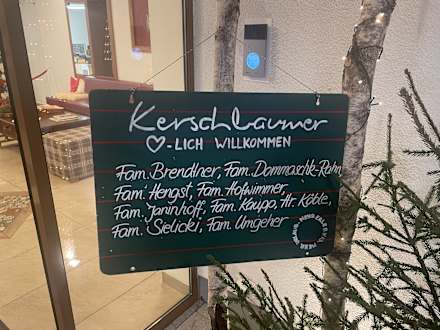 Kerschbaumer
♡-LICH WILLKOMMEN
Fam. Brendner, Fam. Dommaschk-Rahn,
Fam. Hengst, Fam. Hofwimmer,
Fam. Janinhoff, Fam. Kaupp, Hr. Köble,
Fam. Sielicki, Fam. Umgeher